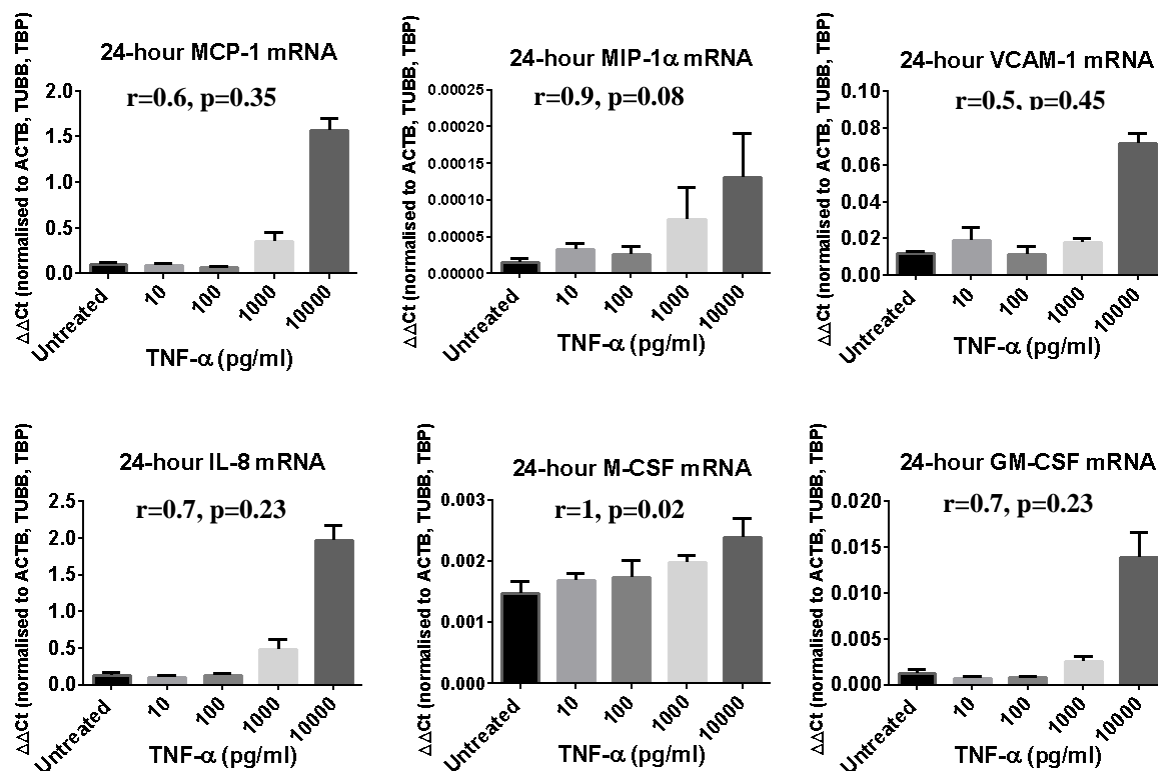 24-hour MCP-1 mRNA
r=0.6, p=0.35
ΔΔCt (normalised to ACTB, TUBB, TBP)
2.0
1.5
1.0
0.5
0.0
Untreated
10
100
1000
10000
TNF-α (pg/ml)
24-hour MIP-1α mRNA
r=0.9, p=0.08
ΔΔCt (normalised to ACTB, TUBB, TBP)
0.00025
0.00020
0.00015
0.00010
0.00005
0.00000
Untreated
10
100
1000
10000
TNF-α (pg/ml)
24-hour VCAM-1 mRNA
r=0.5, p=0.45
ΔΔCt (normalised to ACTB, TUBB, TBP)
0.10
0.08
0.06
0.04
0.02
0.00
Untreated
10
100
1000
10000
TNF-α (pg/ml)
24-hour IL-8 mRNA
r=0.7, p=0.23
ΔΔCt (normalised to ACTB, TUBB, TBP)
2.5
2.0
1.5
1.0
0.5
0.0
Untreated
10
100
1000
10000
TNF-α (pg/ml)
24-hour M-CSF mRNA
r=1, p=0.02
ΔΔCt (normalised to ACTB, TUBB, TBP)
0.003
0.002
0.001
0.000
Untreated
10
100
1000
10000
TNF-α (pg/ml)
24-hour GM-CSF mRNA
r=0.7, p=0.23
ΔΔCt (normalised to ACTB, TUBB, TBP)
0.020
0.015
0.010
0.005
0.000
Untreated
10
100
1000
10000
TNF-α (pg/ml)